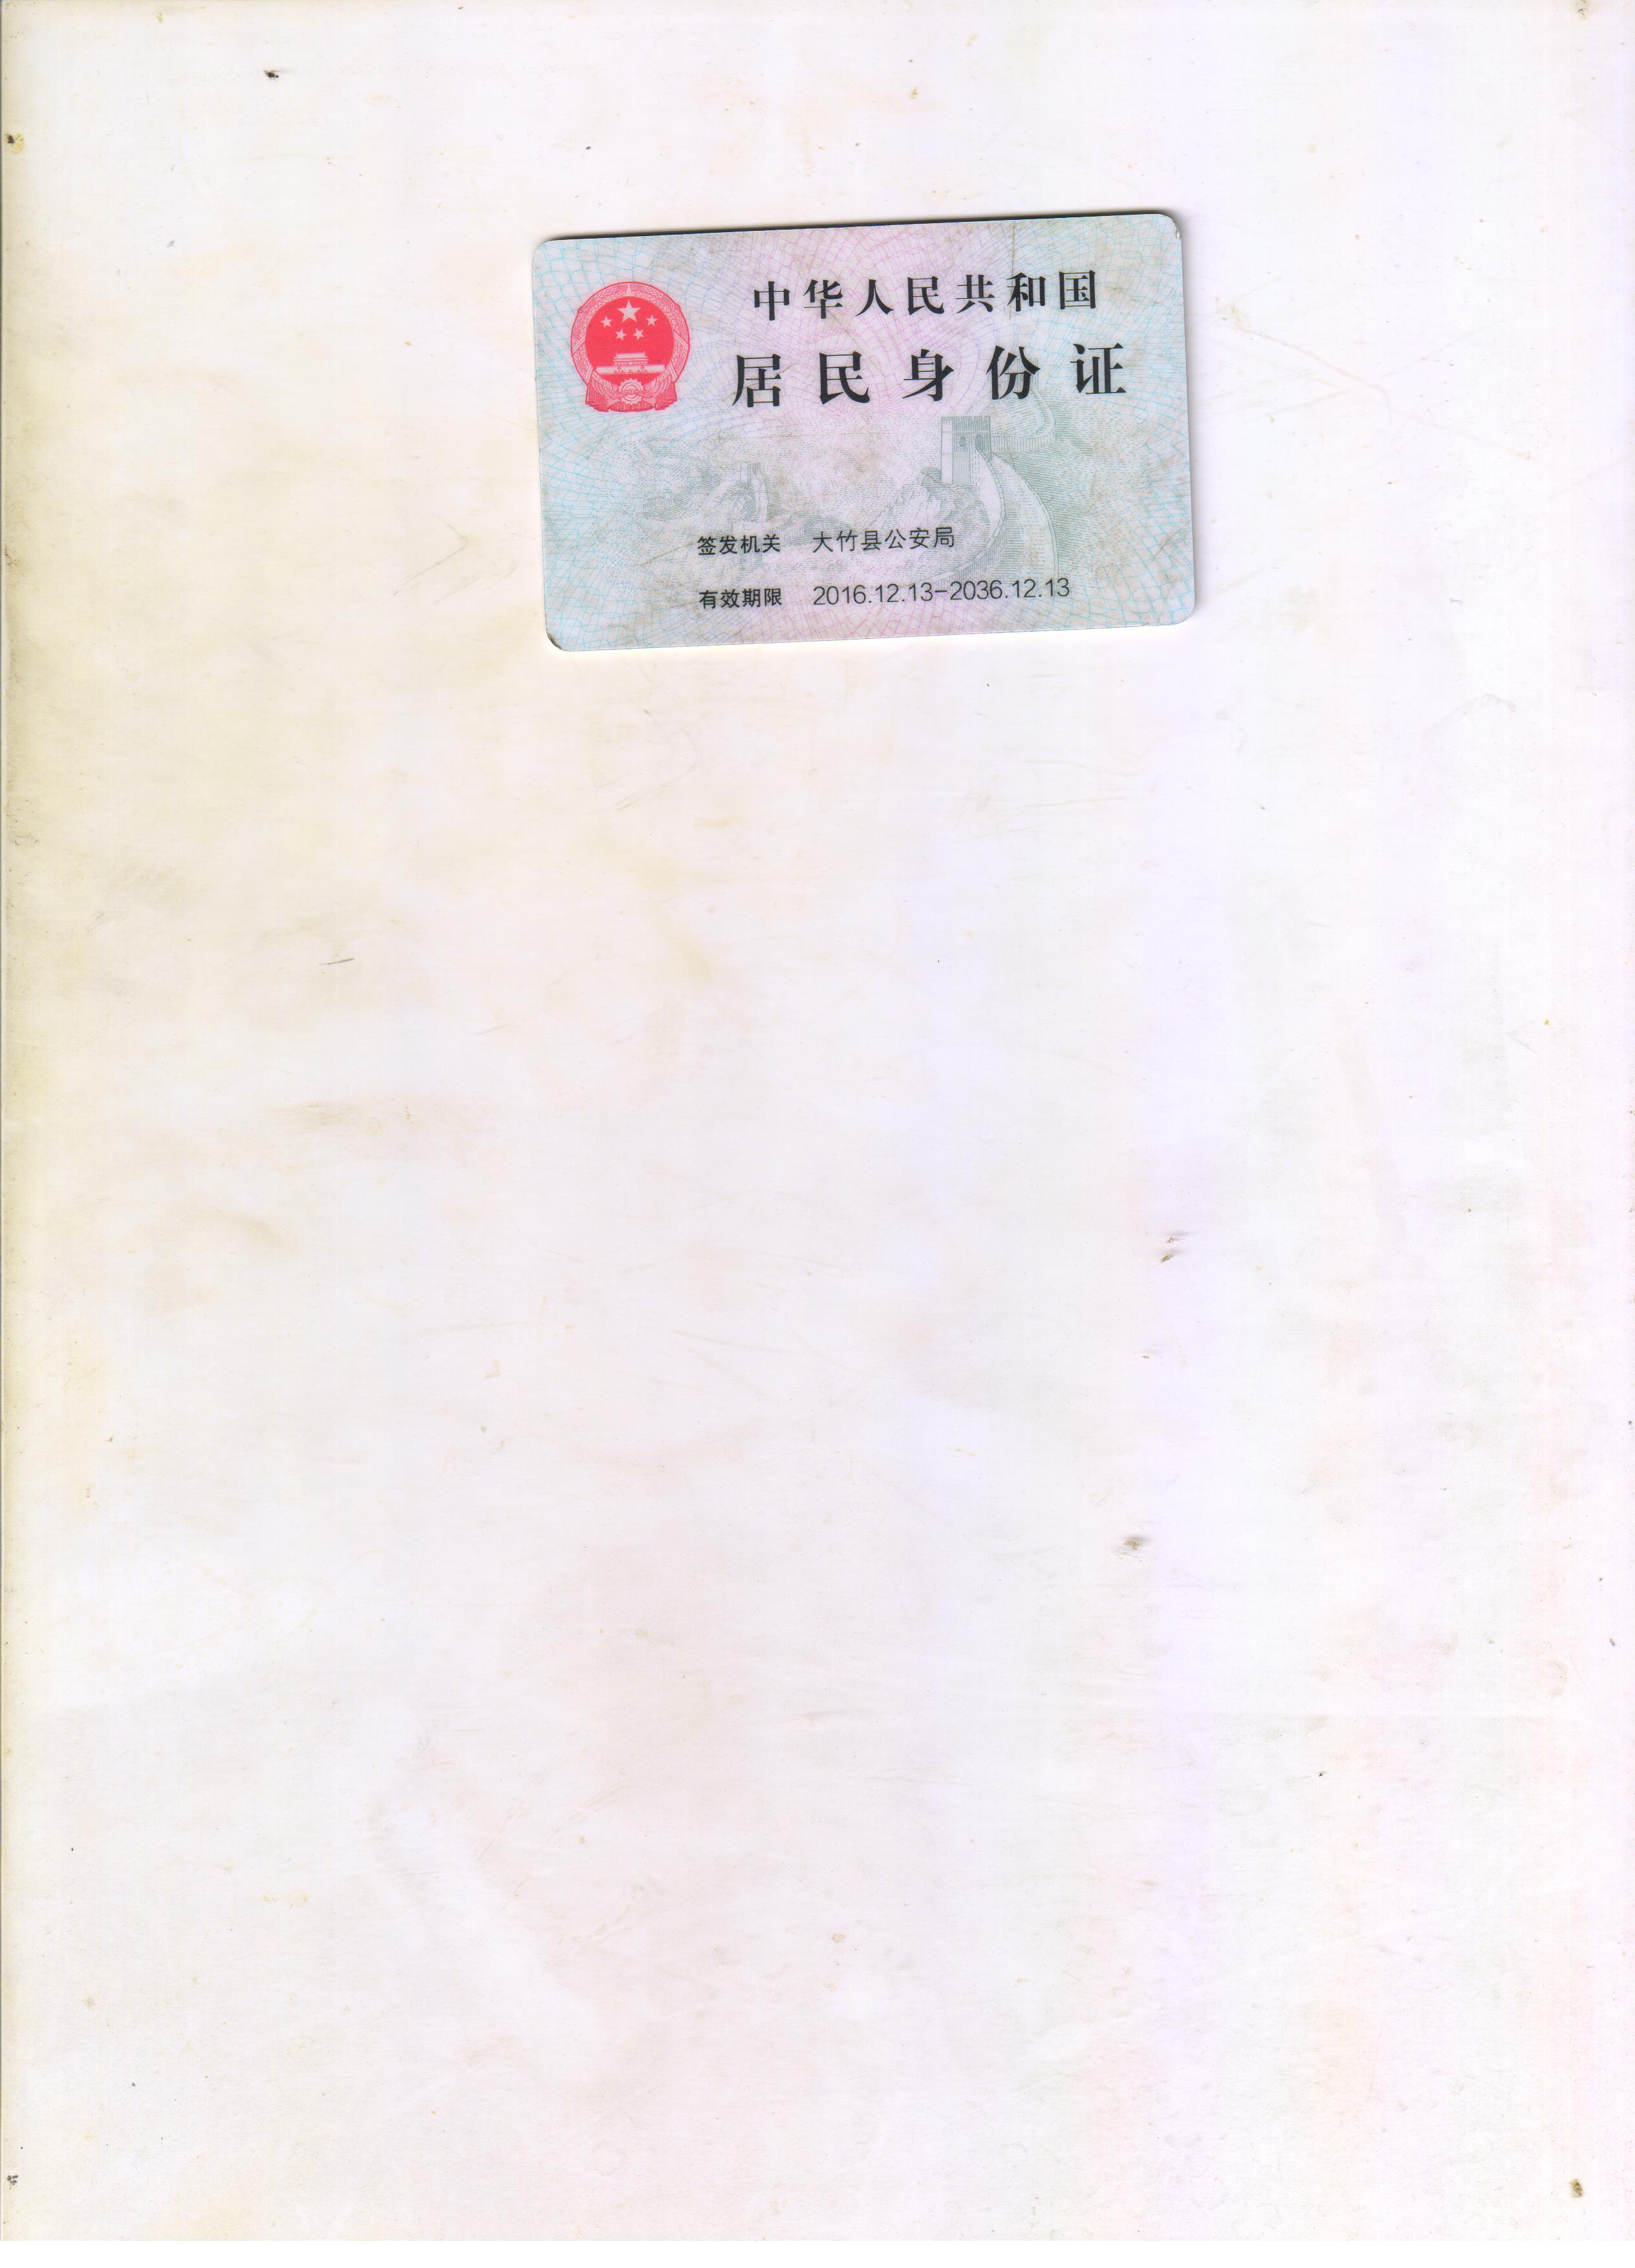 中华人民共和国
居民身份证
签发机关 大竹县公安局
有效期限 2016.12.13-2036.12.13